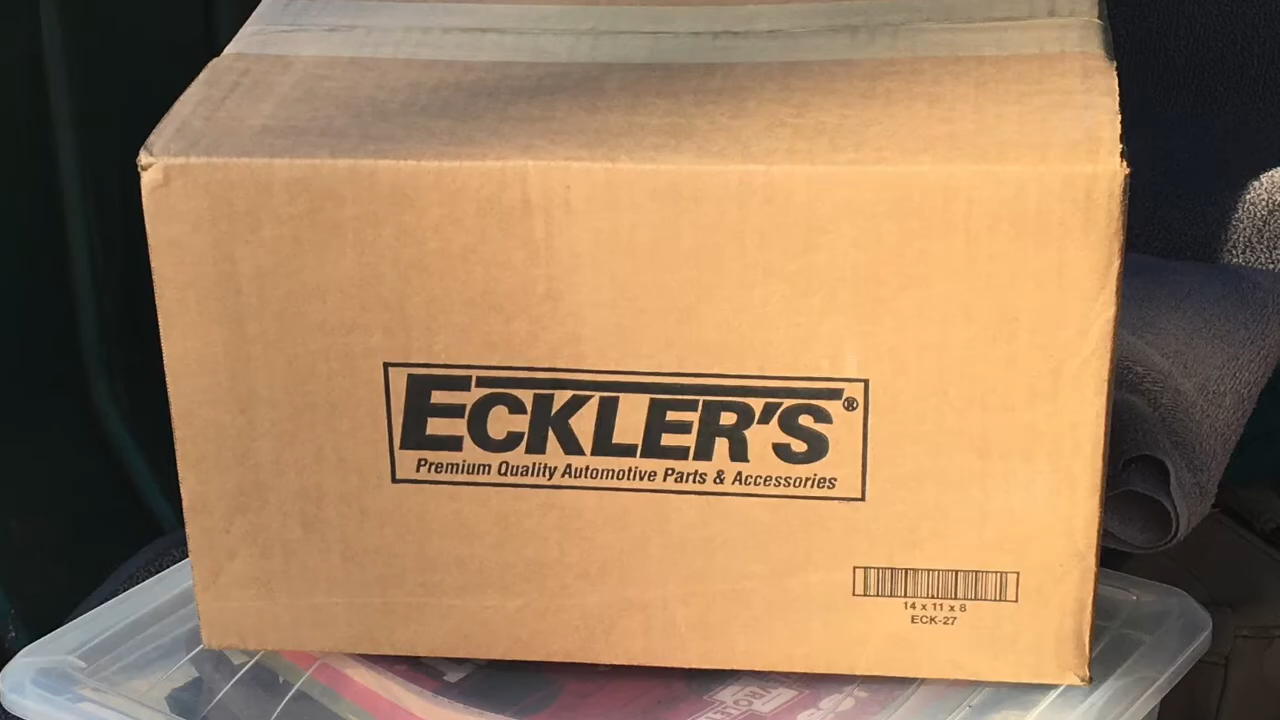 ECKLER'S®
Premium Quality Automotive Parts & Accessories
14 x 11 x 8
ECK-27